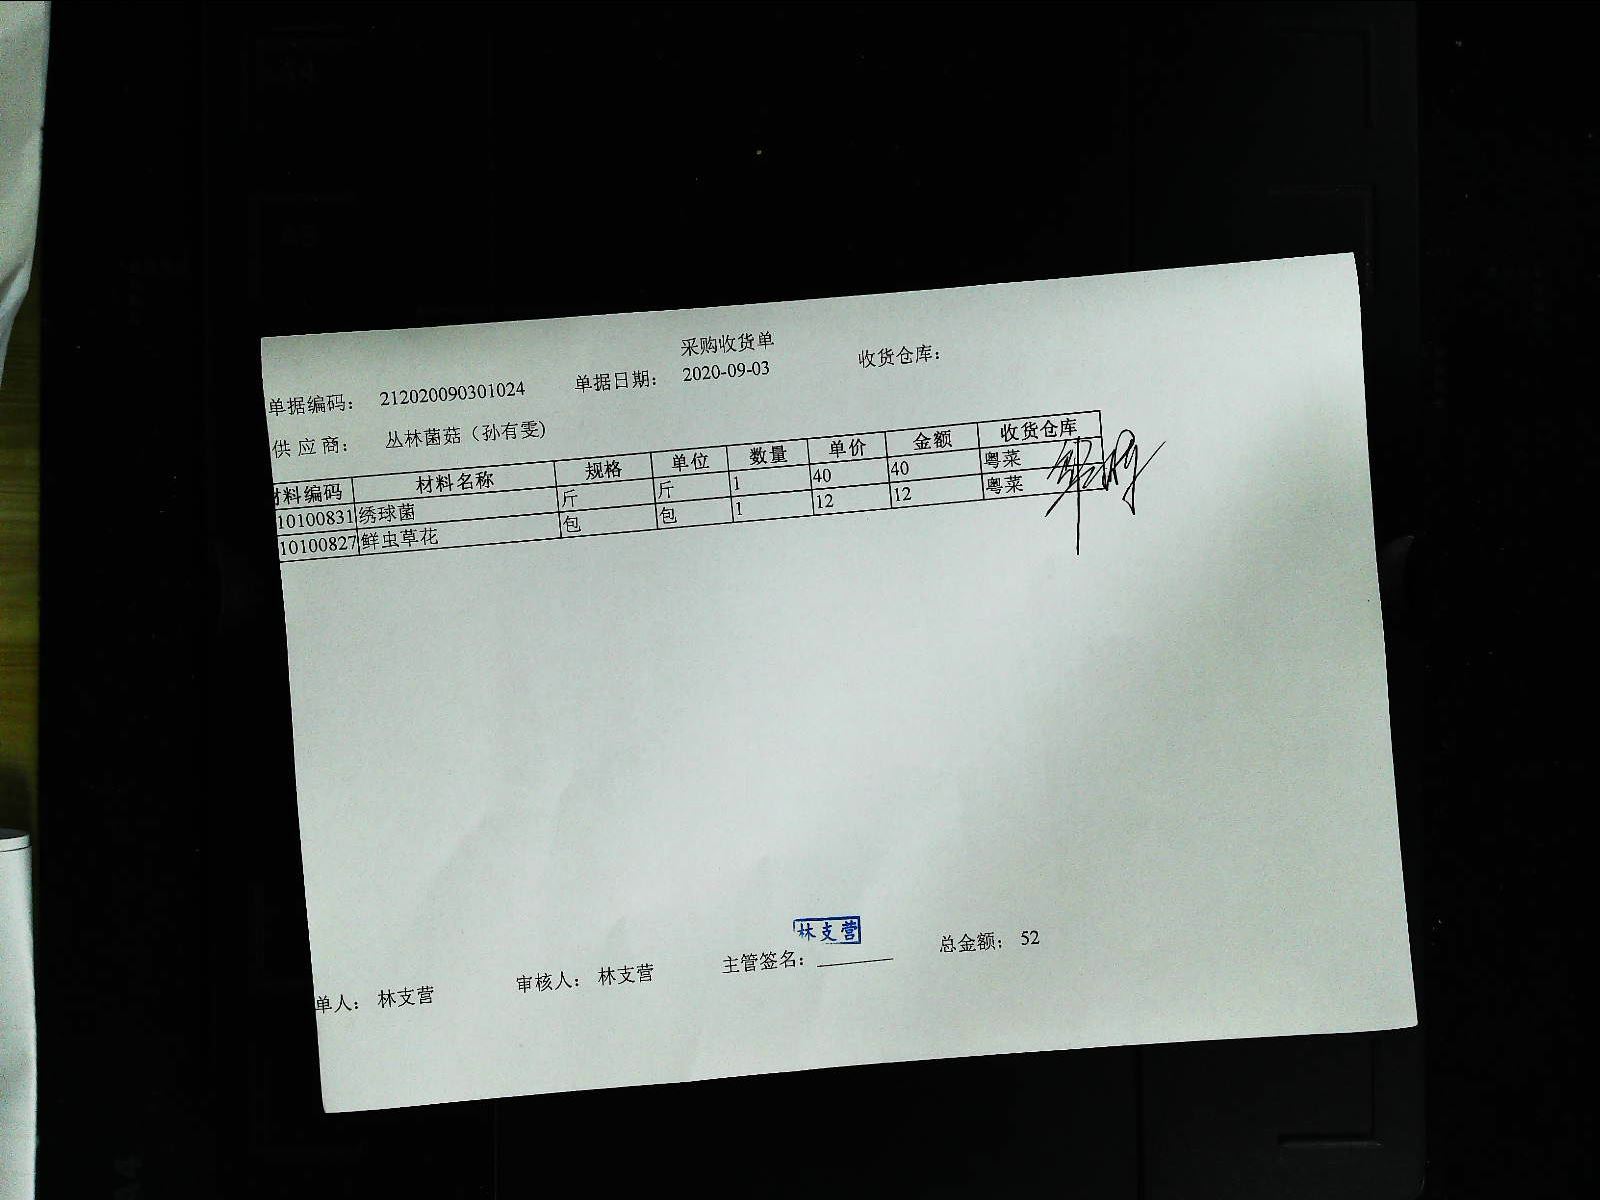 采购收货单
单据编码： 212020090301024 单据日期： 2020-09-03 收货仓库：
供 应 商： 丛林菌菇（孙有雯)
材料编码 材料名称 规格 单位 数量 单价 金额 收货仓库
10100831 绣球菌 斤 斤 1 40 40 粤菜
10100827 鲜虫草花 包 包 1 12 12 粤菜
林支营
单人： 林支营 审核人： 林支营 主管签名： 总金额： 52